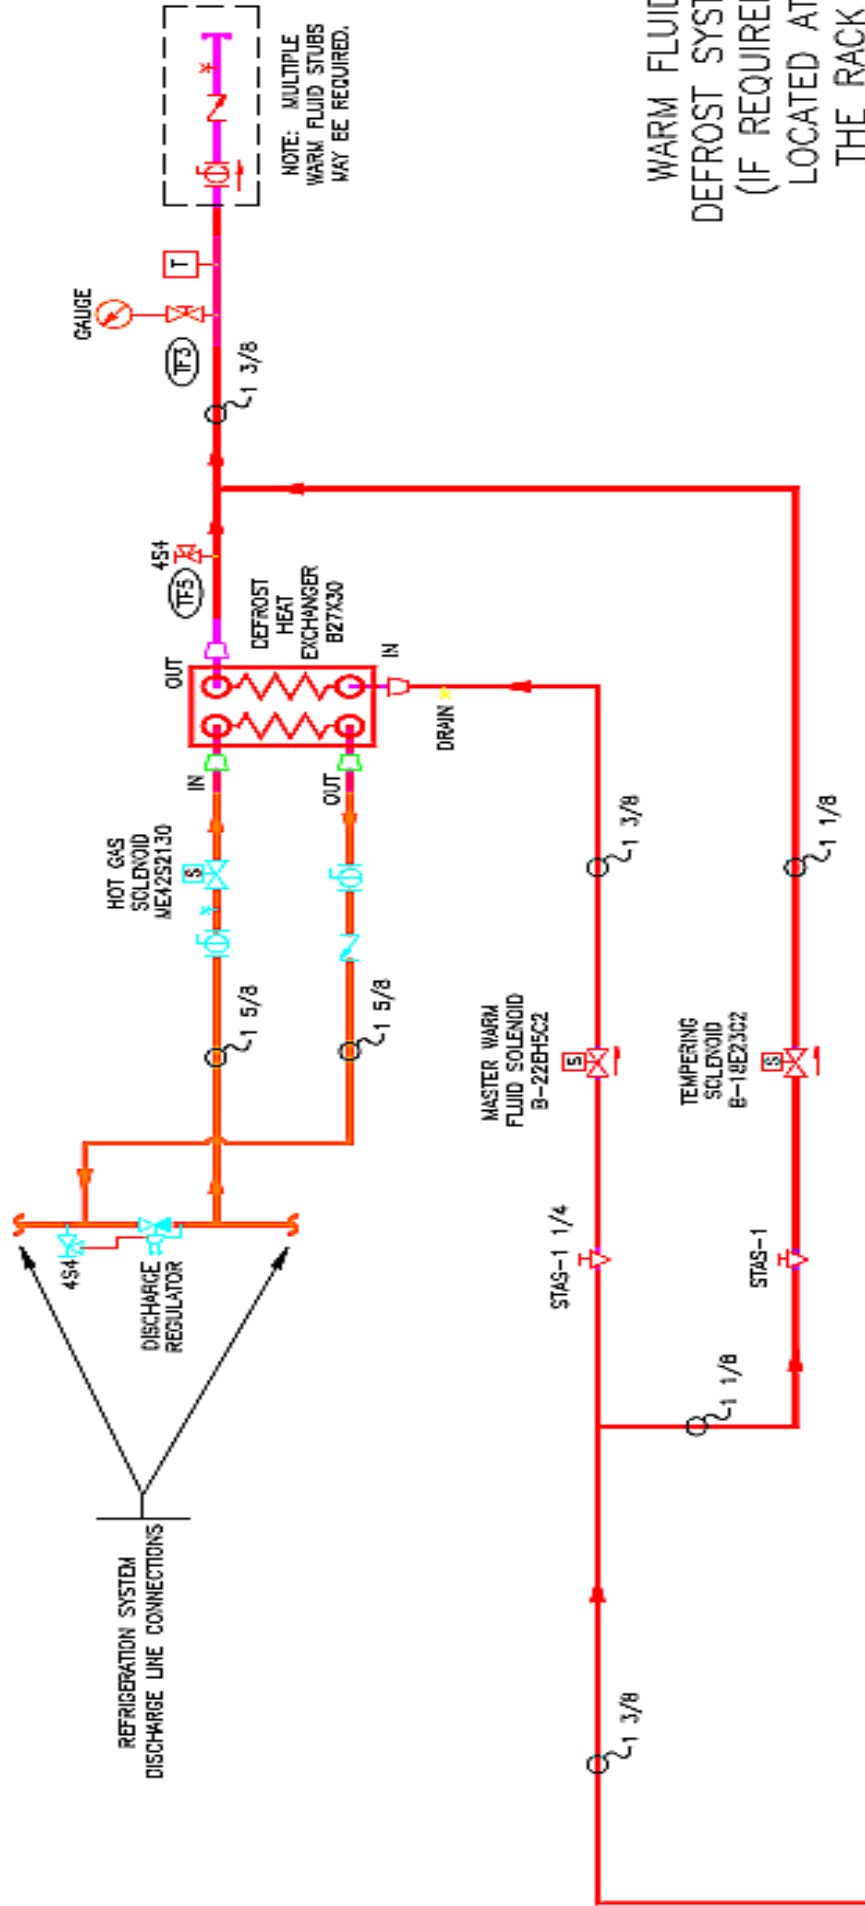 REFRIGERATION SYSTEM
DISCHARGE LINE CONNECTIONS
4S4
DISCHARGE
REGULATOR
1 5/8
1 5/8
HOT GAS
SOLENOID
ME42S2130
S
IN
OUT
OUT
IN
DEFROST
HEAT
EXCHANGER
B27X30
4S4
TF5
DRAIN
1 3/8
TF3
GAUGE
T
NOTE: MULTIPLE
WARM FLUID STUBS
MAY BE REQUIRED.
1 3/8
STAS-1 1/4
MASTER WARM
FLUID SOLENOID
B-22EH5C2
S
1 3/8
1 1/8
STAS-1
TEMPERING
SOLENOID
B-18E23C2
S
1 1/8
WARM FLUID
DEFROST SYST
(IF REQUIRED
LOCATED AT
THE RACK